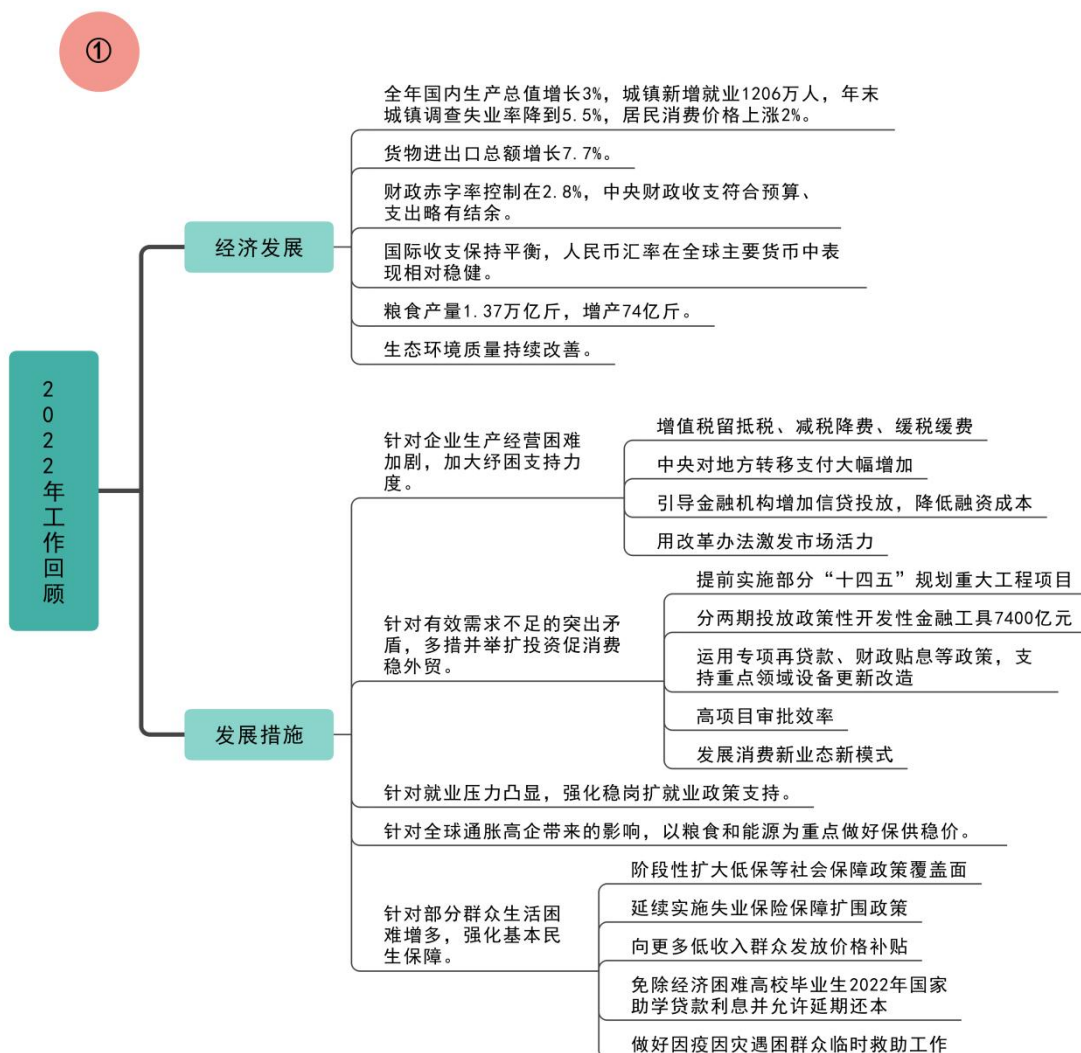 ①
全年国内生产总值增长3%，城镇新增就业1206万人，年末
城镇调查失业率降到5.5%，居民消费价格上涨2%。
货物进出口总额增长7.7%。
财政赤字率控制在2.8%，中央财政收支符合预算、
支出略有结余。
经济发展
国际收支保持平衡，人民币汇率在全球主要货币中表
现相对稳健。
粮食产量1.37万亿斤，增产74亿斤。
生态环境质量持续改善。
2022年工作回顾
针对企业生产经营困难
加剧，加大纾困支持力
度。
增值税留抵税、减税降费、缓税缓费
中央对地方转移支付大幅增加
引导金融机构增加信贷投放，降低融资成本
用改革办法激发市场活力
针对有效需求不足的突出矛
盾，多措并举扩投资促消费
稳外贸。
提前实施部分“十四五”规划重大工程项目
分两期投放政策性开发性金融工具7400亿元
运用专项再贷款、财政贴息等政策，支
持重点领域设备更新改造
高项目审批效率
发展消费新业态新模式
发展措施
针对就业压力凸显，强化稳岗扩就业政策支持。
针对全球通胀高企带来的影响，以粮食和能源为重点做好保供稳价。
针对部分群众生活困
难增多，强化基本民
生保障。
阶段性扩大低保等社会保障政策覆盖面
延续实施失业保险保障扩围政策
向更多低收入群众发放价格补贴
免除经济困难高校毕业生2022年国家
助学贷款利息并允许延期还本
做好因疫因灾遇困群众临时救助工作